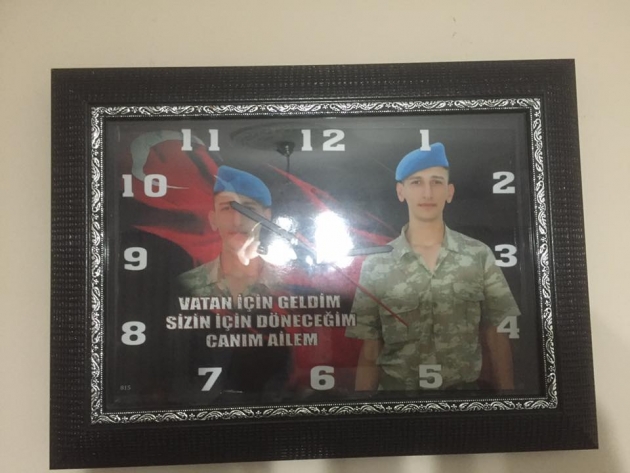 11 12 1
10 2
9 3
VATAN İÇİN GELDİM
SİZİN İÇİN DÖNECEĞİM
CANIM AİLEM
8 4
7 6 5